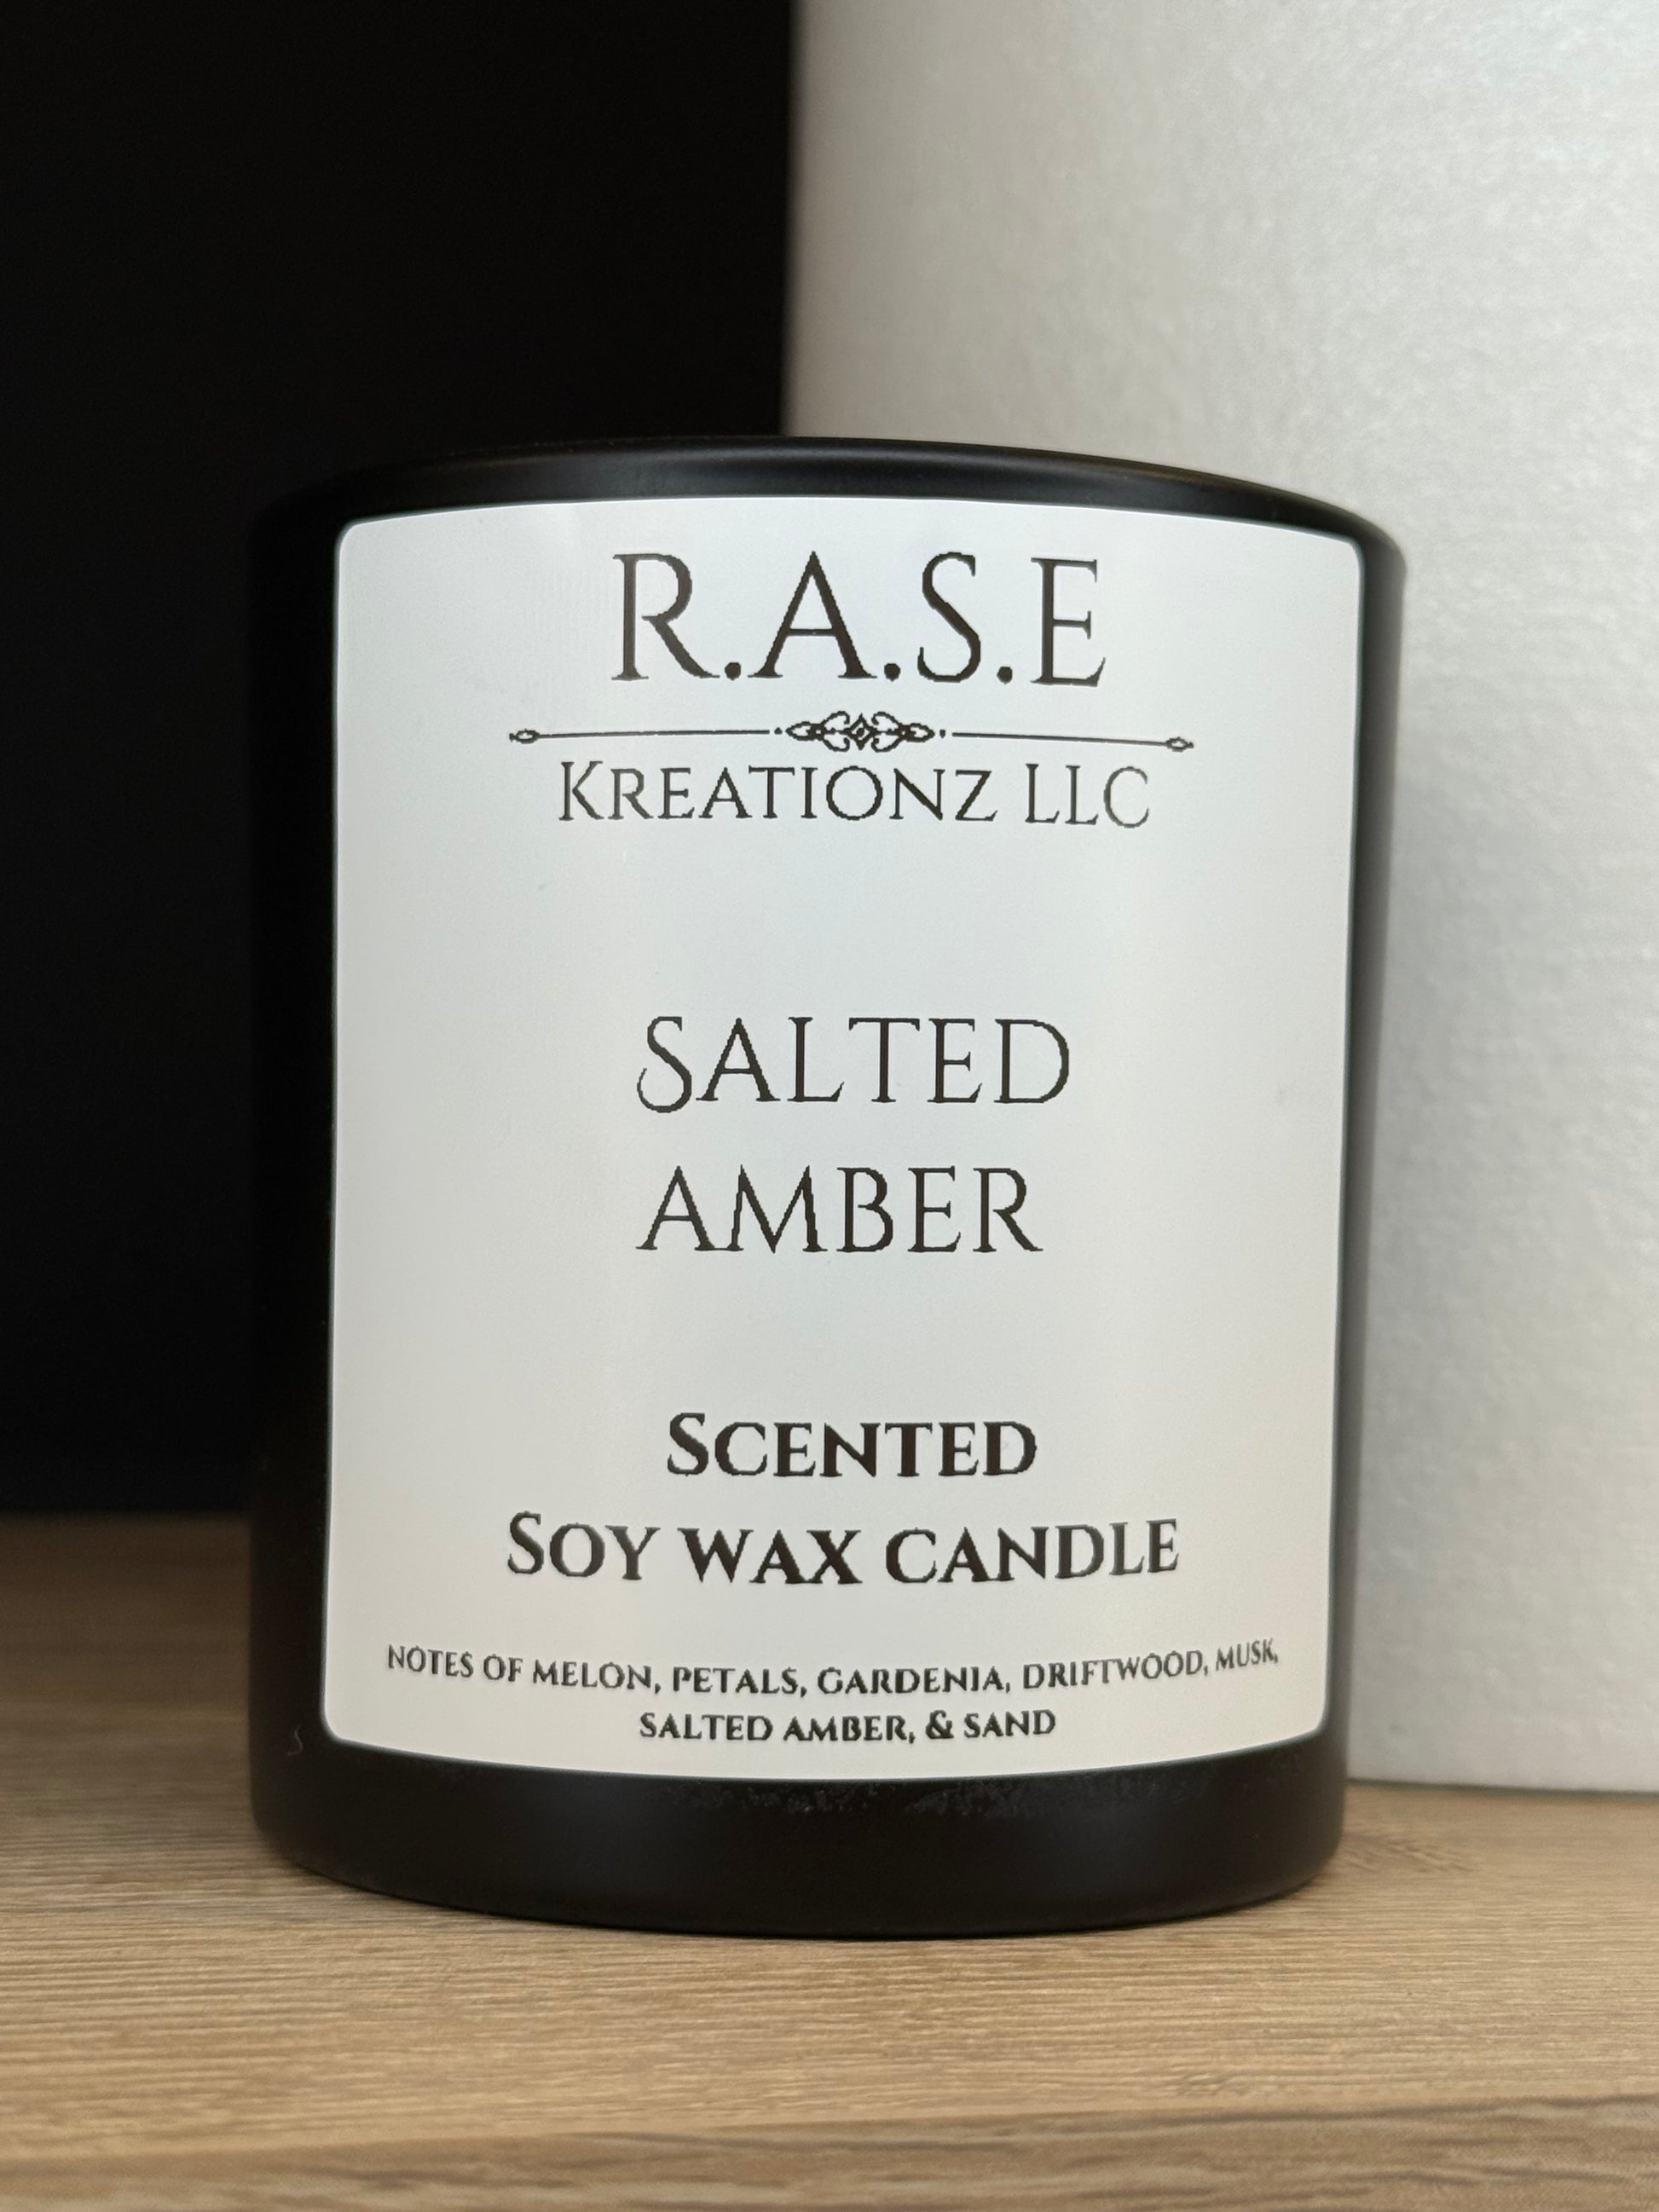 R.A.S.E
KREATIONZ LLC
SALTED
AMBER
SCENTED
SOY WAX CANDLE
NOTES OF MELON, PETALS, GARDENIA, DRIFTWOOD, MUSK,
SALTED AMBER, & SAND